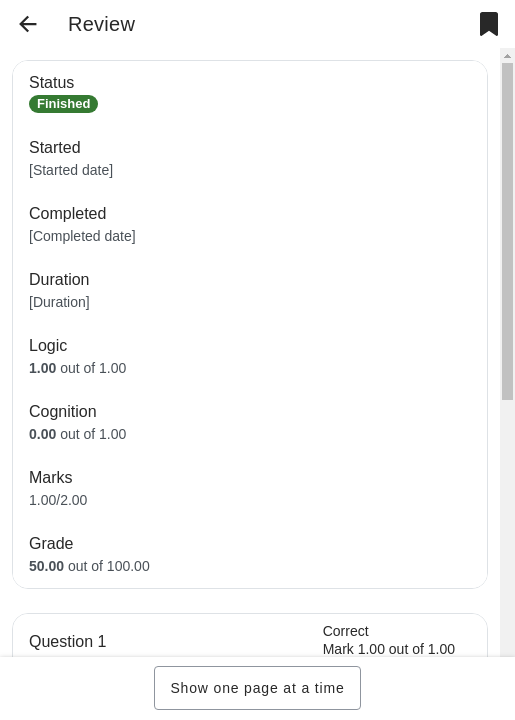 Review
Status
Finished
Started
[Started date]
Completed
[Completed date]
Duration
[Duration]
Logic
1.00 out of 1.00
Cognition
0.00 out of 1.00
Marks
1.00/2.00
Grade
50.00 out of 100.00
Question 1
Correct
Mark 1.00 out of 1.00
Show one page at a time